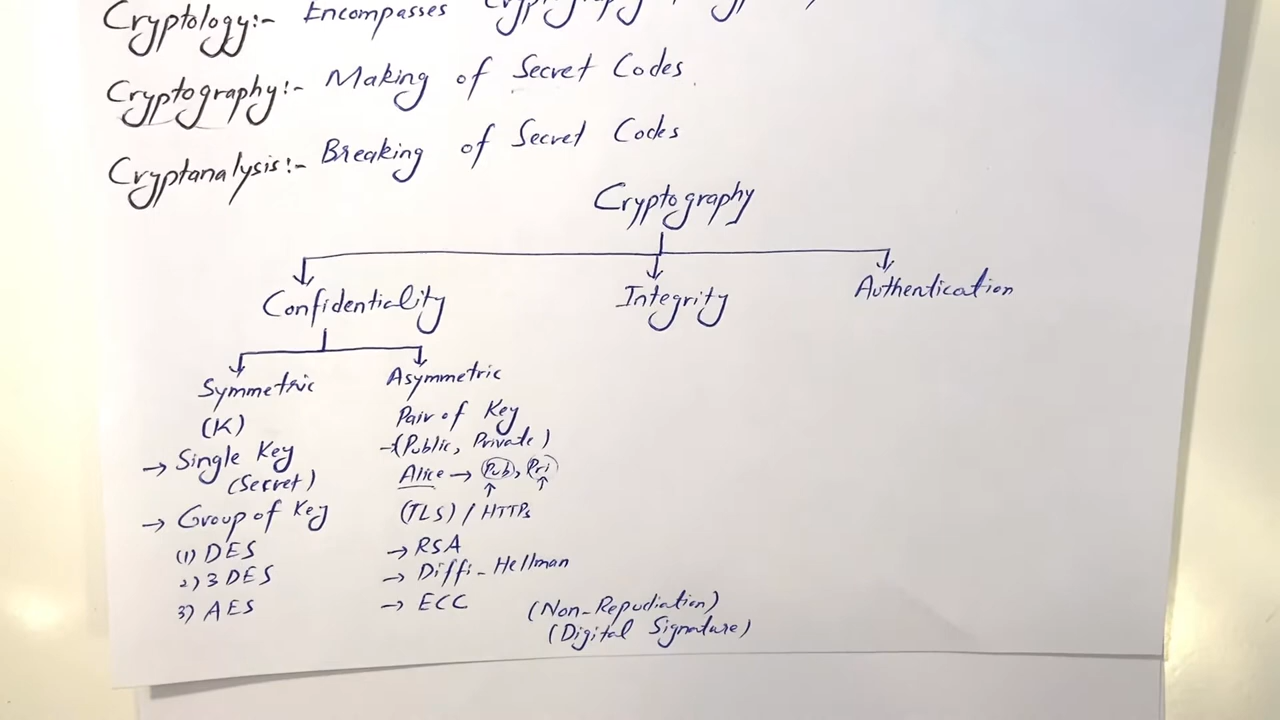 Cryptology:- Encompasses
Cryptography:- Making of Secret Codes
Cryptanalysis:- Breaking of Secret Codes
Cryptography
Confidentiality Integrity Authentication
Symmetric Asymmetric
(K) Pair of Key
(Public, Private)
→ Single Key
(Secret)
Alice → Pub, Pri
→ Group of Key (TLS) / HTTPs
(1) DES → RSA
2) 3 DES → Diffi-Hellman
3) AES → ECC
(Non-Repudiation)
(Digital Signature)